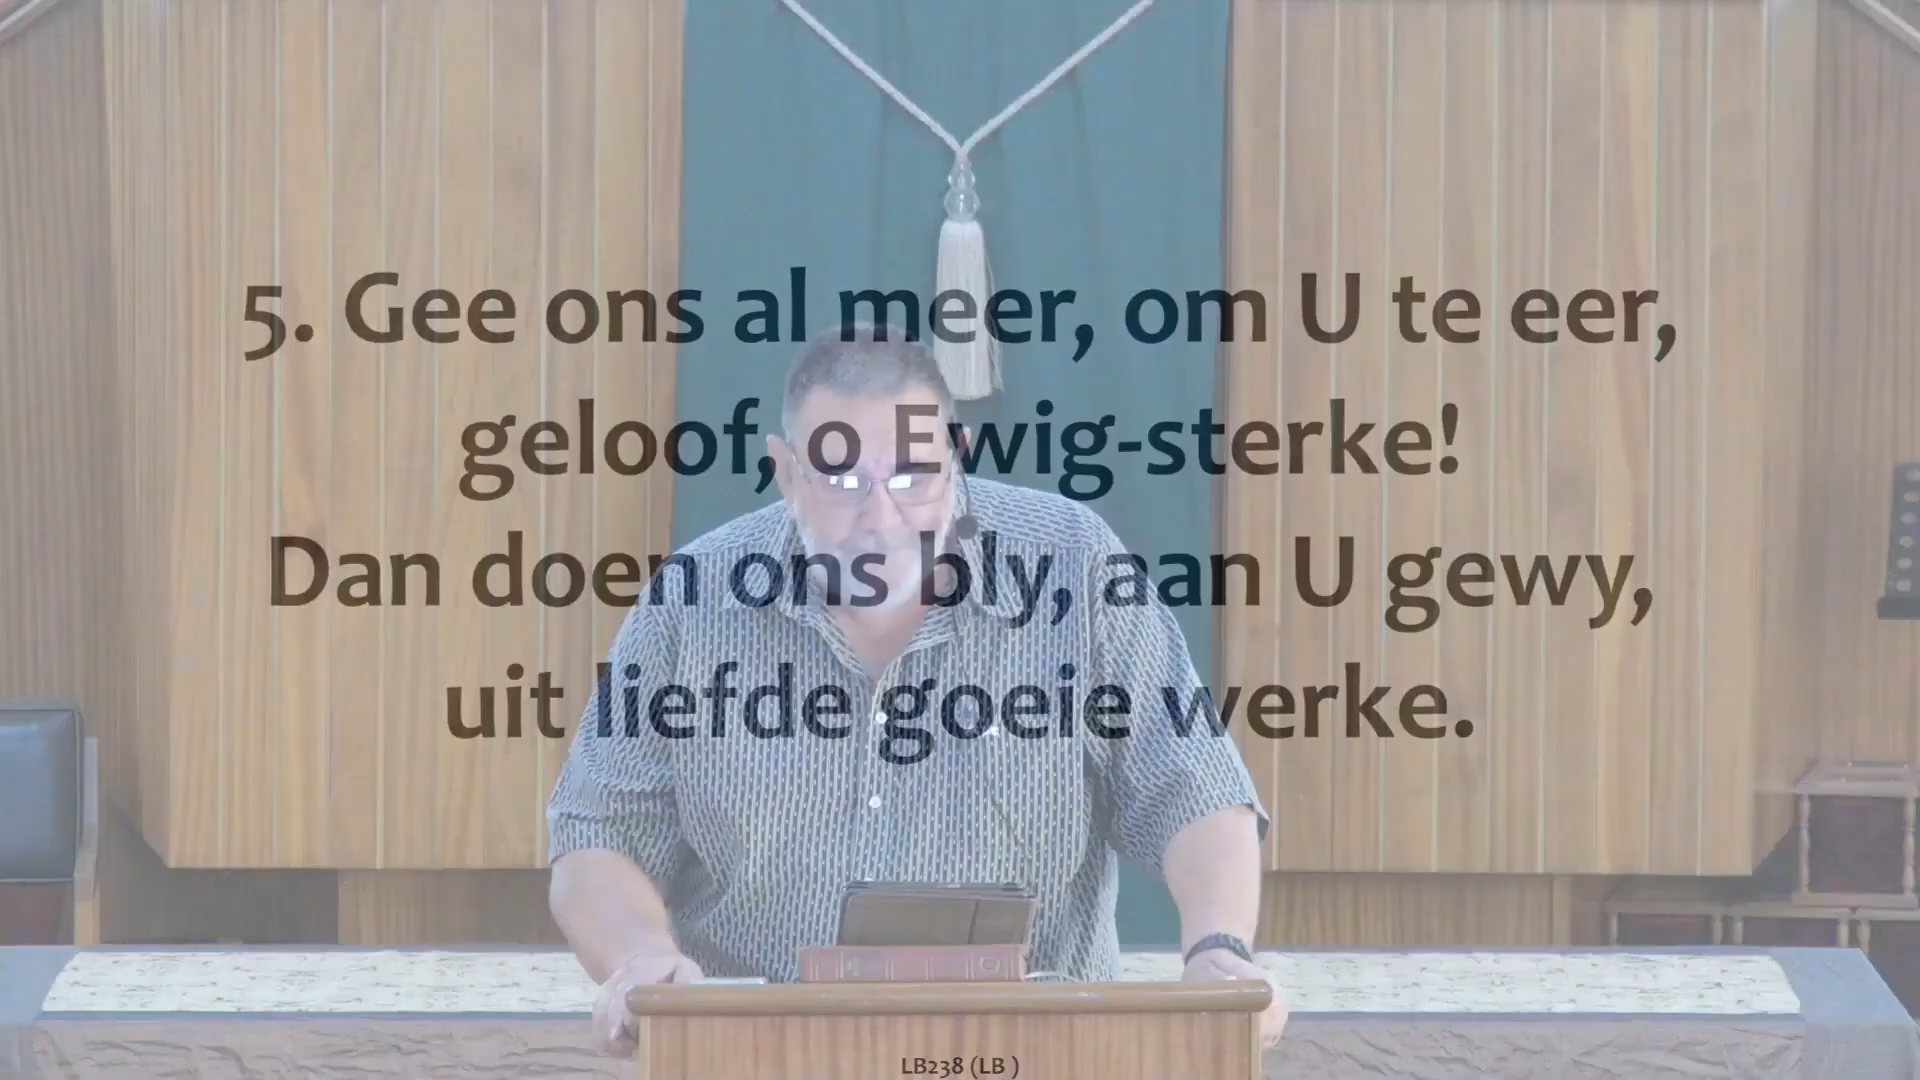 5. Gee ons al meer, om U te eer,
geloof, o Ewig-sterke!
Dan doen ons bly, aan U gewy,
uit liefde goeie werke.
LB238 (LB )